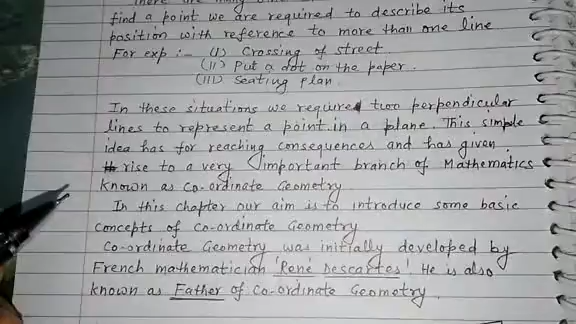 there are many
find a point we are required to describe its
position with reference to more than one line
For exp :- (I) Crossing of street
(II) Put a dot on the paper.
(III) Seating plan.
In these situations we require two perpendicular
lines to represent a point in a plane. This simple
idea has for reaching consequences and has given
rise to a very important branch of Mathematics
known as Co-ordinate Geometry.
In this chapter our aim is to introduce some basic
concepts of Co-ordinate Geometry
Co-ordinate Geometry was initially developed by
French mathematician 'René Descartes'. He is also
known as Father of Co-ordinate Geometry.